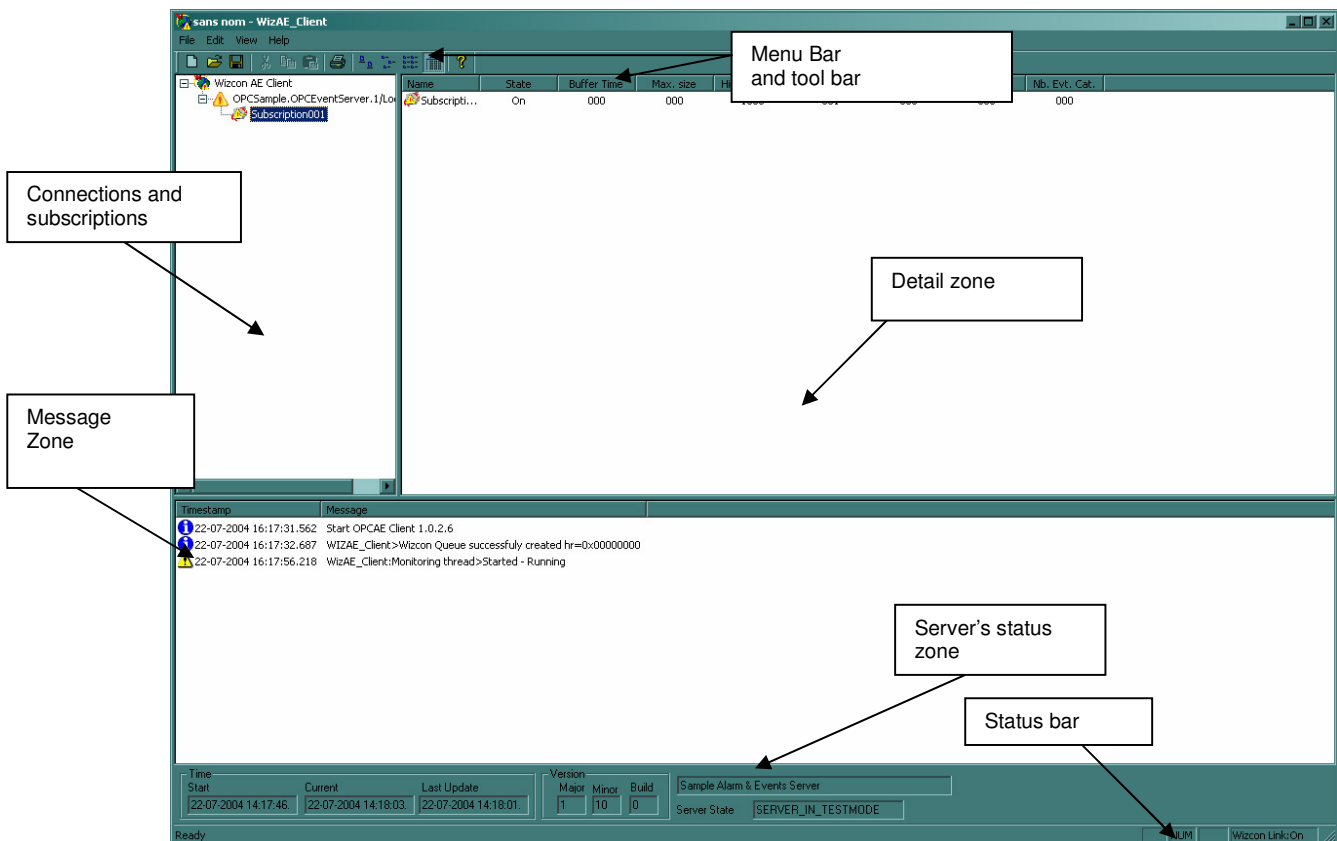 sans nom - WizAE_Client
File Edit View Help
Menu Bar
and tool bar
Wizcon AE Client
OPCSample.OPCEventServer.1/Lo
Subscription001
Name State Buffer Time Max. size Nb. Evt. Cat.
Subscripti... On 000 000 000
Connections and
subscriptions
Detail zone
Message
Zone
Timestamp Message
22-07-2004 16:17:31.562 Start OPCAE Client 1.0.2.6
22-07-2004 16:17:32.687 WIZAE_Client>Wizcon Queue successfuly created hr=0x00000000
22-07-2004 16:17:56.218 WizAE_Client:Monitoring thread>Started - Running
Server's status
zone
Status bar
Time
Start Current Last Update
22-07-2004 14:17:46. 22-07-2004 14:18:03. 22-07-2004 14:18:01.
Version
Major Minor Build
1 10 0
Sample Alarm & Events Server
Server State SERVER_IN_TESTMODE
Ready NUM Wizcon Link:On